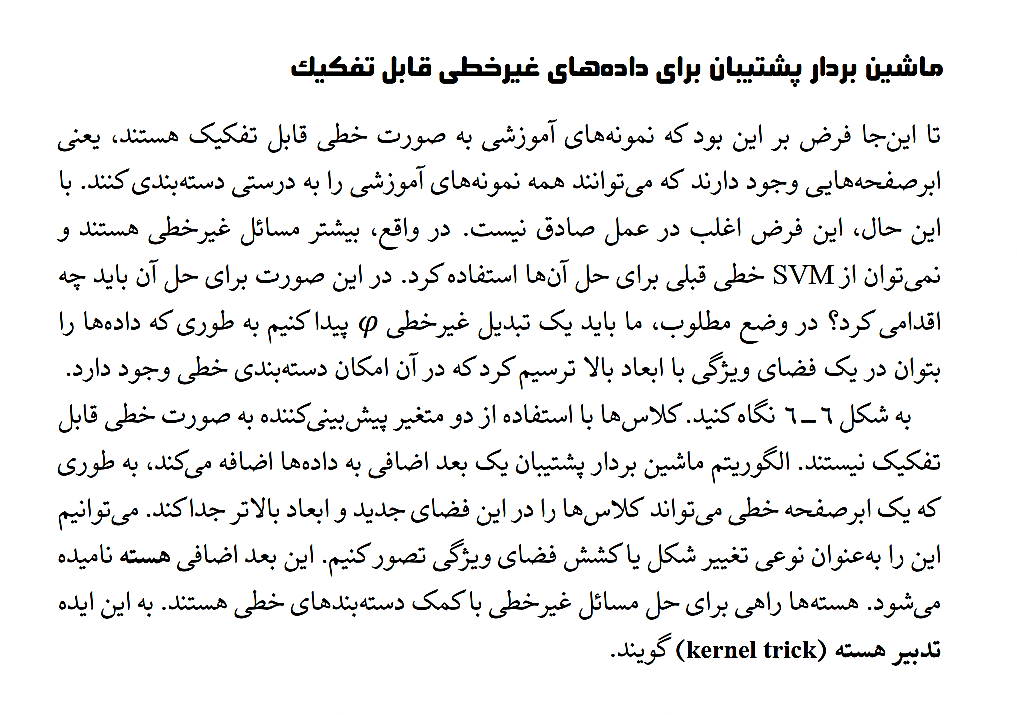 ماشین بردار پشتیبان برای داده‌های غیرخطی قابل تفکیک
تا این‌جا فرض بر این بود که نمونه‌های آموزشی به صورت خطی قابل تفکیک هستند، یعنی
ابرصفحه‌هایی وجود دارند که می‌توانند همه نمونه‌های آموزشی را به درستی دسته‌بندی کنند. با
این حال، این فرض اغلب در عمل صادق نیست. در واقع، بیشتر مسائل غیرخطی هستند و
نمی‌توان از SVM خطی قبلی برای حل آن‌ها استفاده کرد. در این صورت برای حل آن باید چه
اقدامی کرد؟ در وضع مطلوب، ما باید یک تبدیل غیرخطی φ پیدا کنیم به طوری که داده‌ها را
بتوان در یک فضای ویژگی با ابعاد بالا ترسیم کرد که در آن امکان دسته‌بندی خطی وجود دارد.
به شکل ٦ــ٦ نگاه کنید. کلاس‌ها با استفاده از دو متغیر پیش‌بینی‌کننده به صورت خطی قابل
تفکیک نیستند. الگوریتم ماشین بردار پشتیبان یک بعد اضافی به داده‌ها اضافه می‌کند، به طوری
که یک ابرصفحه خطی می‌تواند کلاس‌ها را در این فضای جدید و ابعاد بالاتر جدا کند. می‌توانیم
این را به‌عنوان نوعی تغییر شکل یا کشش فضای ویژگی تصور کنیم. این بعد اضافی هسته نامیده
می‌شود. هسته‌ها راهی برای حل مسائل غیرخطی با کمک دسته‌بندهای خطی هستند. به این ایده
تدبیر هسته (kernel trick) گویند.